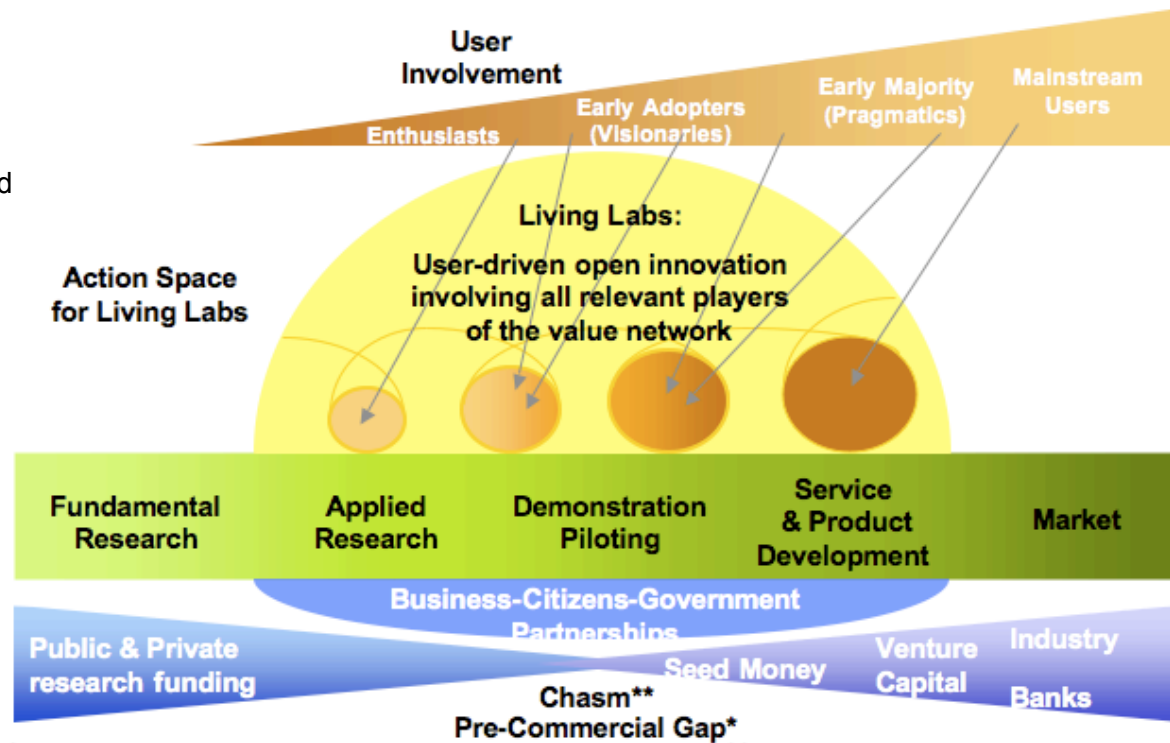 User
Involvement
Enthusiasts
Early Adopters
(Visionaries)
Early Majority
(Pragmatics)
Mainstream
Users
d
Action Space
for Living Labs
Living Labs:
User-driven open innovation
involving all relevant players
of the value network
Fundamental
Research
Applied
Research
Demonstration
Piloting
Service
& Product
Development
Market
Business-Citizens-Government
Partnerships
Public & Private
research funding
Seed Money
Venture
Capital
Industry
Banks
Chasm**
Pre-Commercial Gap*